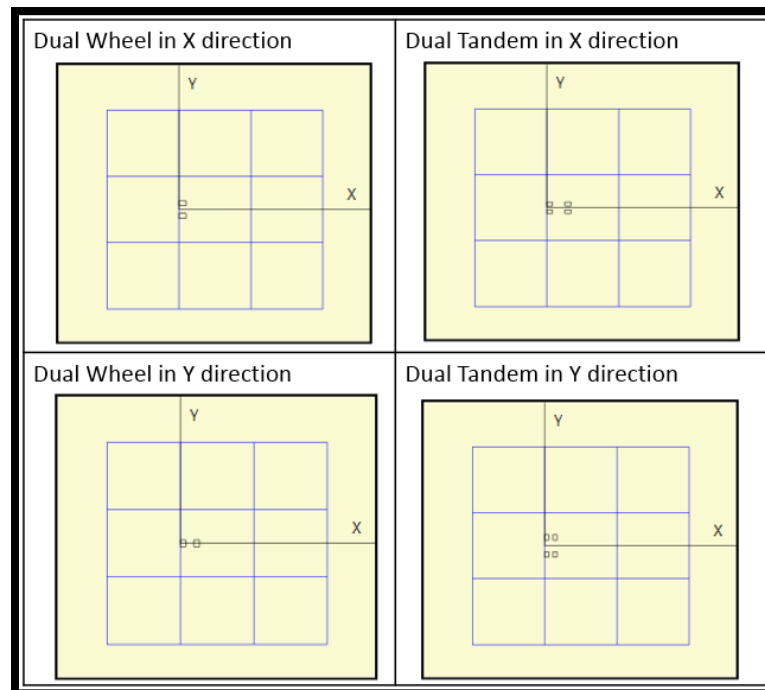 Dual Wheel in X direction
Y
X
Dual Tandem in X direction
Y
X
Dual Wheel in Y direction
Y
X
Dual Tandem in Y direction
Y
X